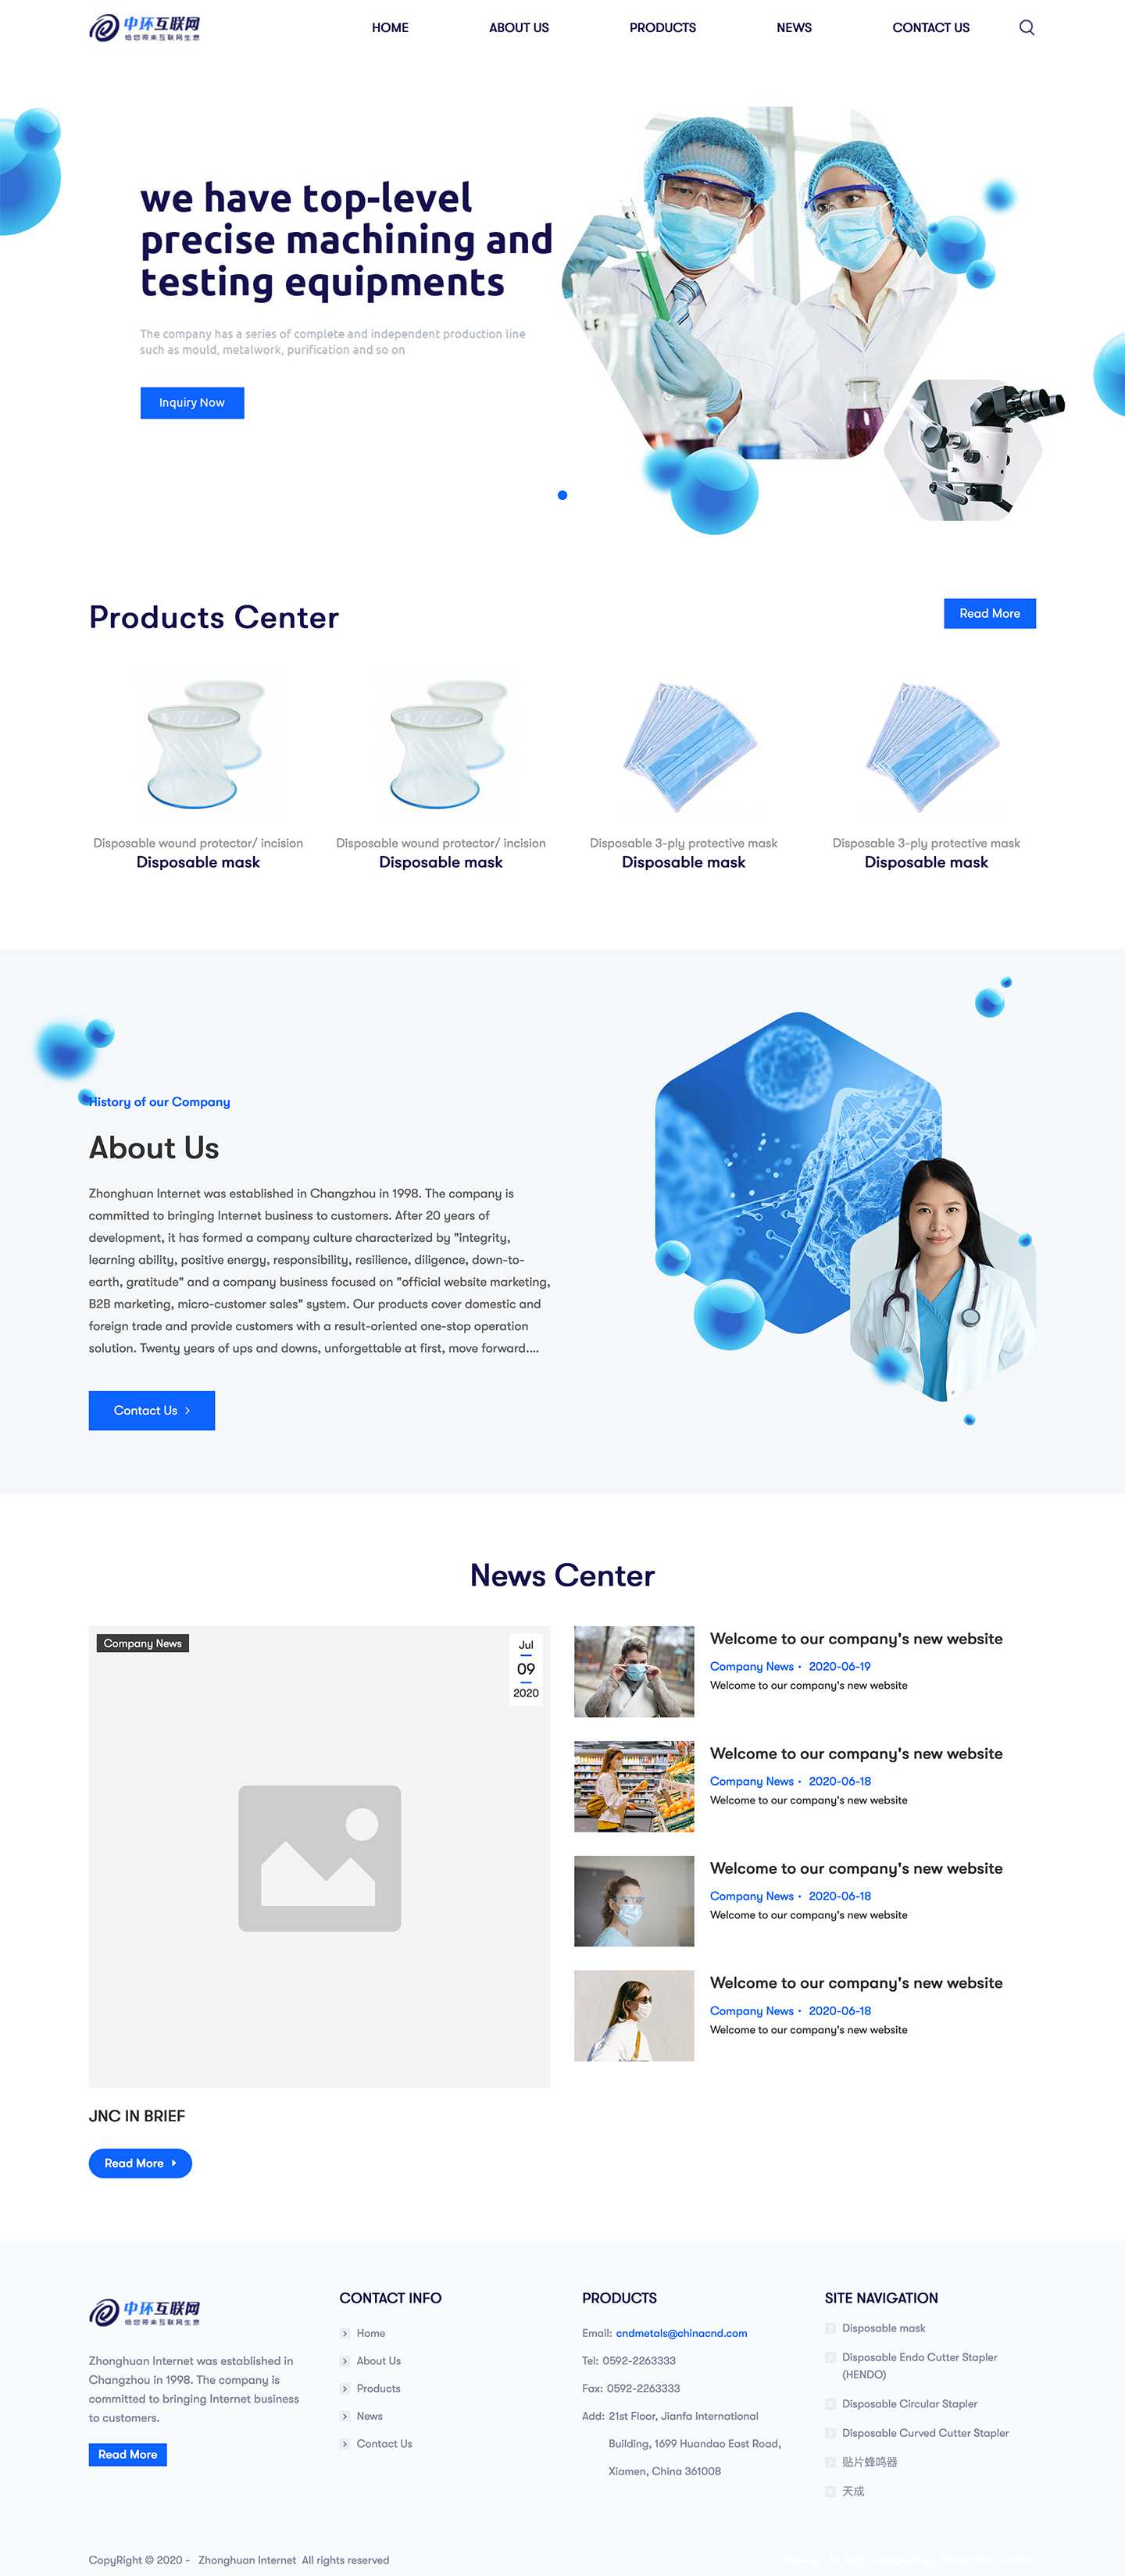 中环互联网
给您带来互联网生意
HOME
ABOUT US
PRODUCTS
NEWS
CONTACT US
we have top-level
precise machining and
testing equipments
The company has a series of complete and independent production line
such as mould, metalwork, purification and so on
Inquiry Now
Products Center
Read More
Disposable wound protector/ incision
Disposable mask
Disposable wound protector/ incision
Disposable mask
Disposable 3-ply protective mask
Disposable mask
Disposable 3-ply protective mask
Disposable mask
History of our Company
About Us
Zhonghuan Internet was established in Changzhou in 1998. The company is
committed to bringing Internet business to customers. After 20 years of
development, it has formed a company culture characterized by "integrity,
learning ability, positive energy, responsibility, resilience, diligence, down-to-
earth, gratitude" and a company business focused on "official website marketing,
B2B marketing, micro-customer sales" system. Our products cover domestic and
foreign trade and provide customers with a result-oriented one-stop operation
solution. Twenty years of ups and downs, unforgettable at first, move forward....
Contact Us
News Center
Company News
Jul
09
2020
JNC IN BRIEF
Read More
Welcome to our company's new website
Company News · 2020-06-19
Welcome to our company's new website
Welcome to our company's new website
Company News · 2020-06-18
Welcome to our company's new website
Welcome to our company's new website
Company News · 2020-06-18
Welcome to our company's new website
Welcome to our company's new website
Company News · 2020-06-18
Welcome to our company's new website
中环互联网
给您带来互联网生意
Zhonghuan Internet was established in
Changzhou in 1998. The company is
committed to bringing Internet business
to customers.
Read More
CONTACT INFO
Home
About Us
Products
News
Contact Us
PRODUCTS
Email: cndmetals@chinacnd.com
Tel: 0592-2263333
Fax: 0592-2263333
Add: 21st Floor, Jianfa International
Building, 1699 Huandao East Road,
Xiamen, China 361008
SITE NAVIGATION
Disposable mask
Disposable Endo Cutter Stapler
(HENDO)
Disposable Circular Stapler
Disposable Curved Cutter Stapler
贴片蜂鸣器
天成
CopyRight © 2020 - Zhonghuan Internet All rights reserved